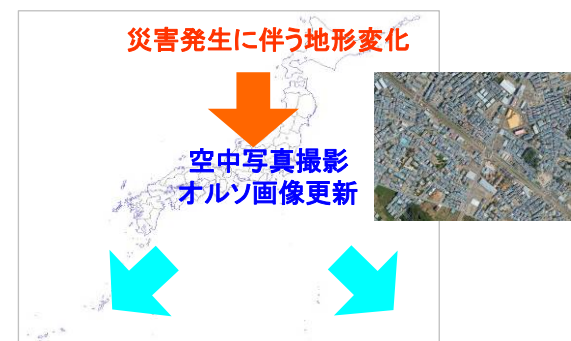 災害発生に伴う地形変化
空中写真撮影
オルソ画像更新